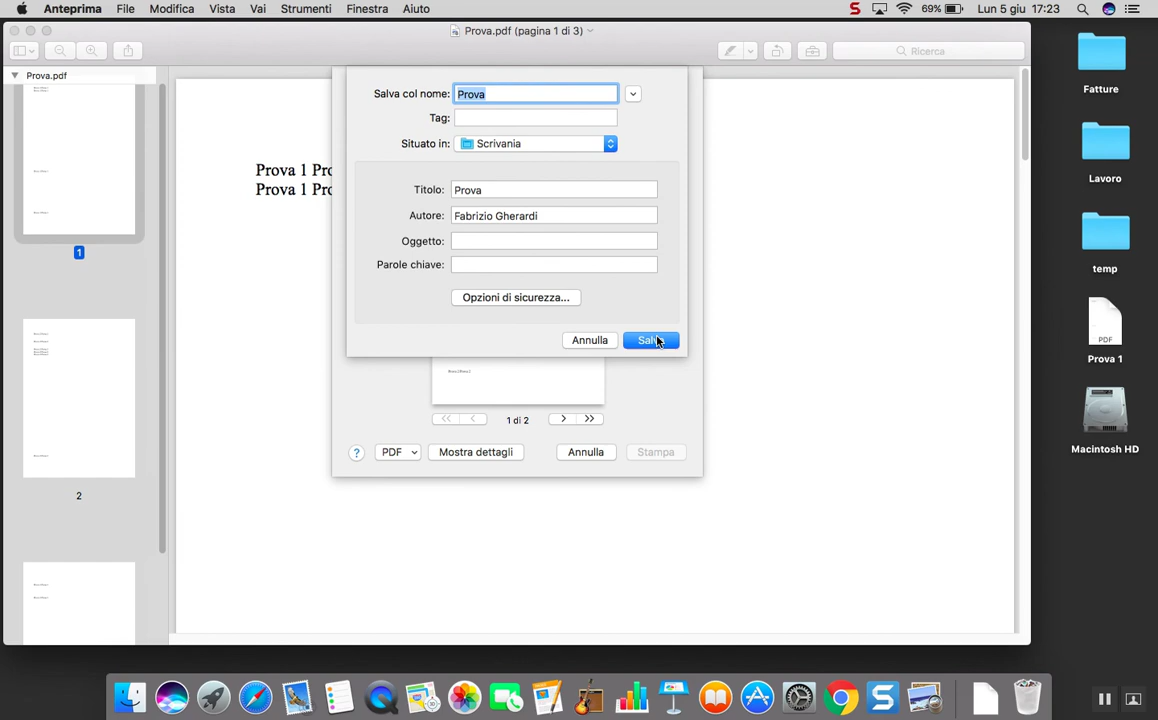 Anteprima File Modifica Vista Vai Strumenti Finestra Aiuto 69% Lun 5 giu 17:23
Prova.pdf (pagina 1 di 3)
Ricerca
Prova.pdf
1
2
Prova 1 Pro
Prova 1 Pro
Salva col nome: Prova
Tag:
Situato in: Scrivania
Titolo: Prova
Autore: Fabrizio Gherardi
Oggetto:
Parole chiave:
Opzioni di sicurezza...
Annulla
1 di 2
? PDF Mostra dettagli Annulla Stampa
Fatture
Lavoro
temp
PDF
Prova 1
Macintosh HD